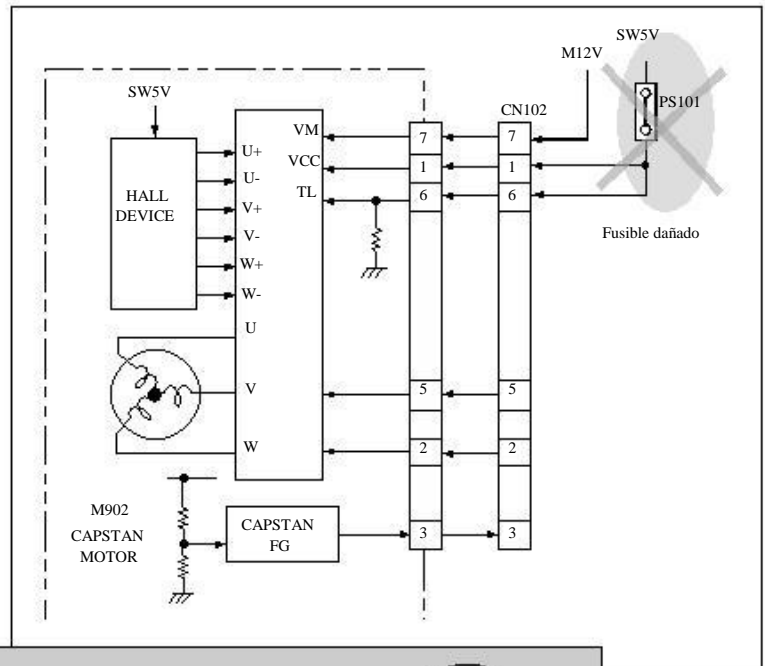 SW5V
M12V
SW5V
PS101
CN102
VM
7
7
U+
VCC
1
1
U-
TL
6
6
HALL
DEVICE
V+
V-
W+
W-
Fusible dañado
U
V
5
5
W
2
2
M902
CAPSTAN
MOTOR
CAPSTAN
FG
3
3